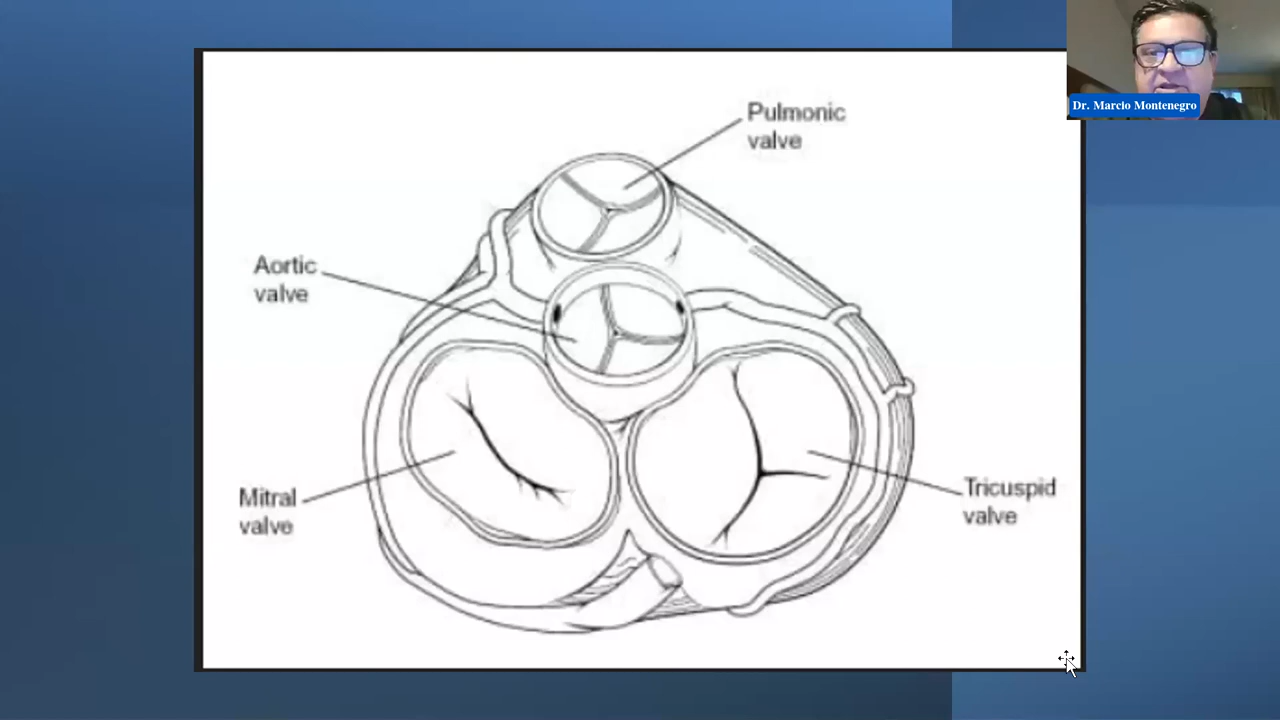 Dr. Marcio Montenegro
Pulmonic
valve
Aortic
valve
Mitral
valve
Tricuspid
valve